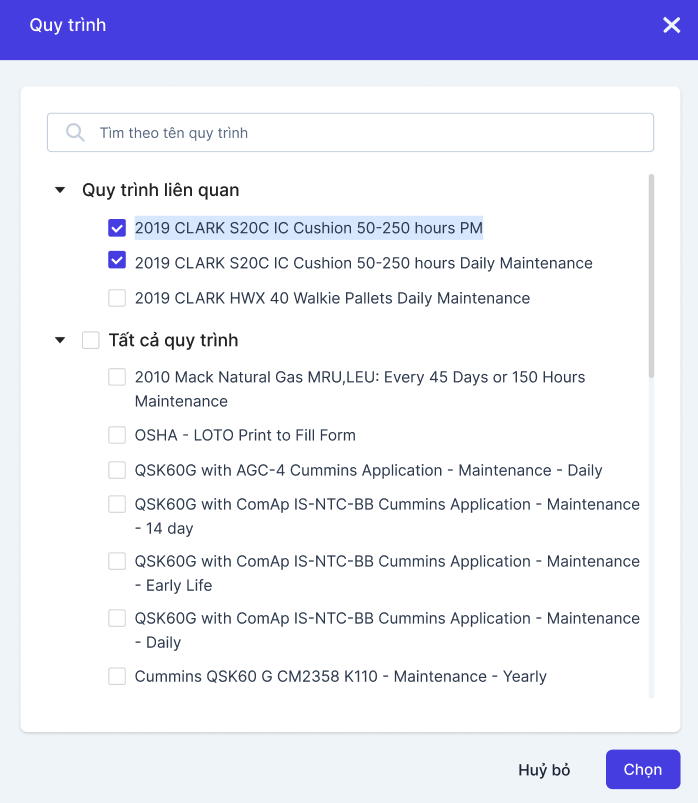 Quy trình
Tìm theo tên quy trình
Quy trình liên quan
2019 CLARK S20C IC Cushion 50-250 hours PM
2019 CLARK S20C IC Cushion 50-250 hours Daily Maintenance
2019 CLARK HWX 40 Walkie Pallets Daily Maintenance
Tất cả quy trình
2010 Mack Natural Gas MRU,LEU: Every 45 Days or 150 Hours
Maintenance
OSHA - LOTO Print to Fill Form
QSK60G with AGC-4 Cummins Application - Maintenance - Daily
QSK60G with ComAp IS-NTC-BB Cummins Application - Maintenance
- 14 day
QSK60G with ComAp IS-NTC-BB Cummins Application - Maintenance
- Early Life
QSK60G with ComAp IS-NTC-BB Cummins Application - Maintenance
- Daily
Cummins QSK60 G CM2358 K110 - Maintenance - Yearly
Huỷ bỏ
Chọn